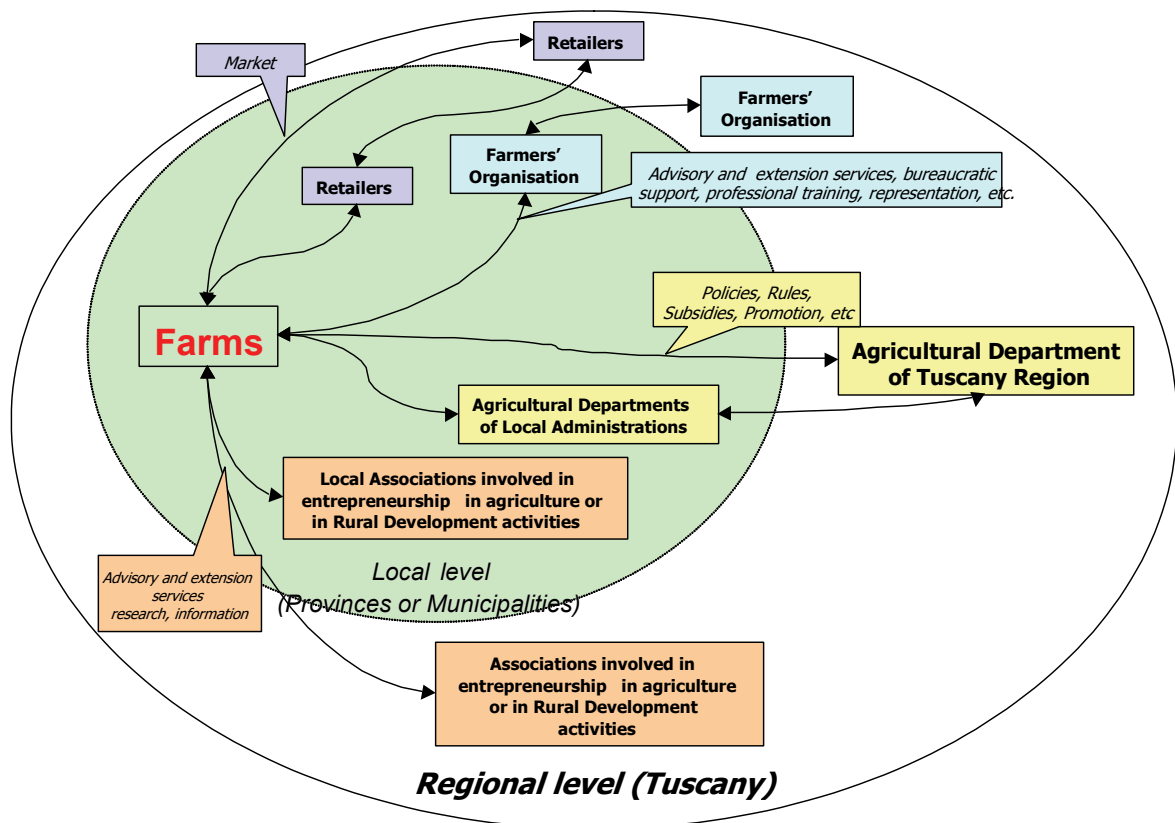 Retailers
Market
Farmers’
Organisation
Farmers’
Organisation
Retailers
Advisory and extension services, bureaucratic
support, professional training, representation, etc.
Policies, Rules,
Subsidies, Promotion, etc
Farms
Agricultural Department
of Tuscany Region
Agricultural Departments
of Local Administrations
Local Associations involved in
entrepreneurship in agriculture or
in Rural Development activities
Advisory and extension
services
research, information
Local level
(Provinces or Municipalities)
Associations involved in
entrepreneurship in agriculture
or in Rural Development
activities
Regional level (Tuscany)